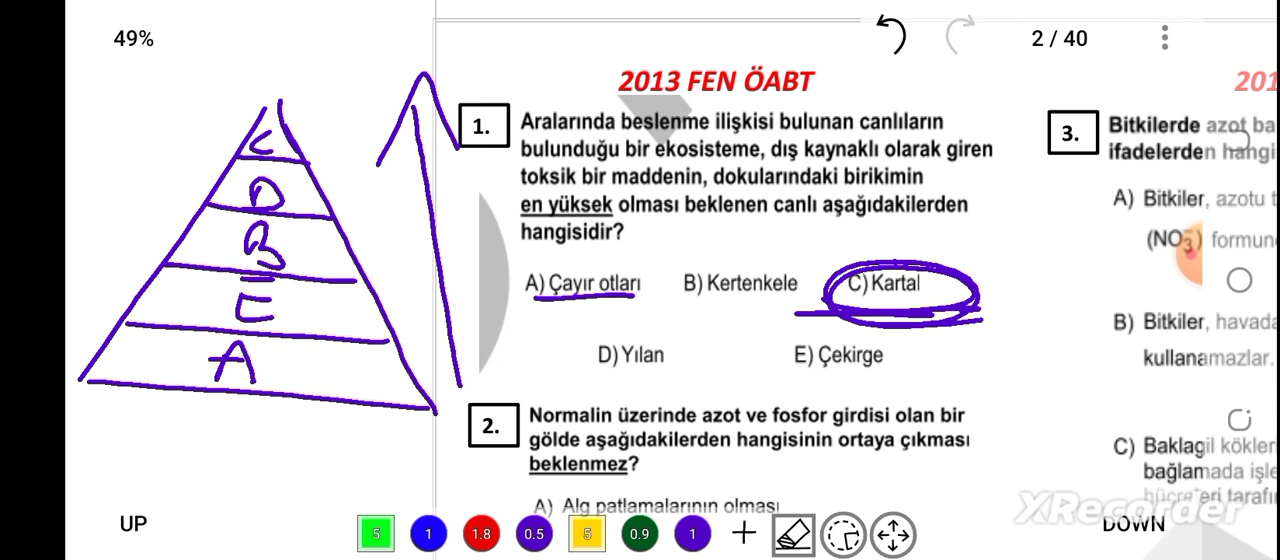 49%
2 / 40
C
D
B
E
A
2013 FEN ÖABT
1.
Aralarında beslenme ilişkisi bulunan canlıların
bulunduğu bir ekosisteme, dış kaynaklı olarak giren
toksik bir maddenin, dokularındaki birikimin
en yüksek olması beklenen canlı aşağıdakilerden
hangisidir?
A) Çayır otları B) Kertenkele C) Kartal
D) Yılan E) Çekirge
2.
Normalin üzerinde azot ve fosfor girdisi olan bir
gölde aşağıdakilerden hangisinin ortaya çıkması
beklenmez?
A) Alg patlamalarının olması
201
3.
Bitkilerde azot ba
ifadelerden hangi
A) Bitkiler, azotu t
(NO3) formun
B) Bitkiler, havada
kullanamazlar.
C) Baklagil kökler
bağlamada işle
hücreleri tarafı
XRecorder
UP
5 1 1.8 0.5 5 0.9 1
DOWN